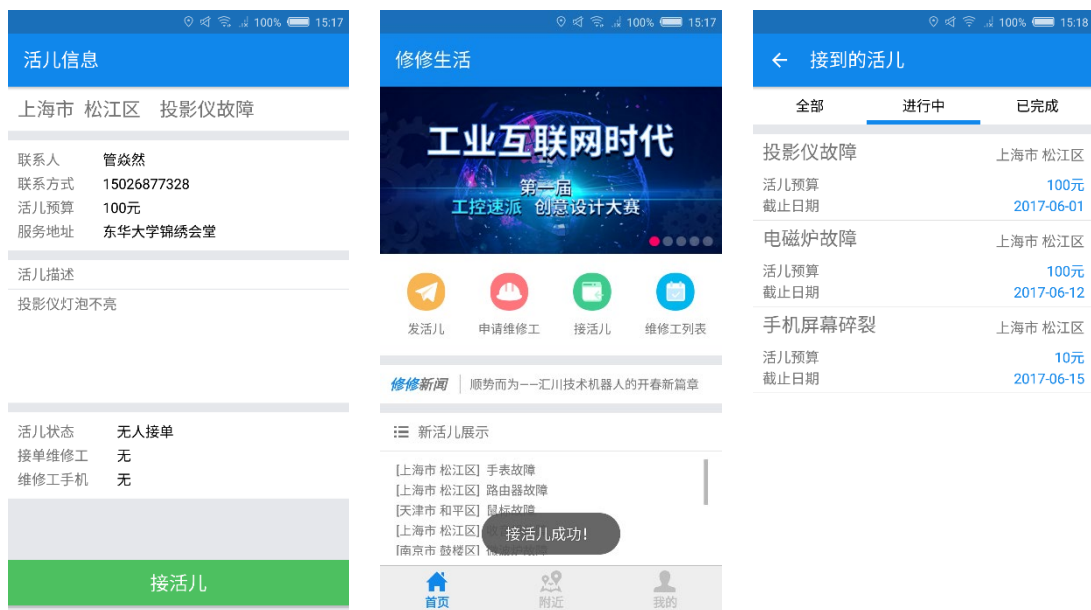 100% 15:17
活儿信息
上海市 松江区 投影仪故障
联系人 管焱然
联系方式 15026877328
活儿预算 100元
服务地址 东华大学锦绣会堂
活儿描述
投影仪灯泡不亮
活儿状态 无人接单
接单维修工 无
维修工手机 无
接活儿
100% 15:17
修修生活
工业互联网时代
第一届
工控速派 创意设计大赛
发活儿 申请维修工 接活儿 维修工列表
修修新闻 顺势而为——汇川技术机器人的开春新篇章
新活儿展示
[上海市 松江区] 手表故障
[上海市 松江区] 路由器故障
[天津市 和平区] 鼠标故障
[上海市 松江区]
接活儿成功!
[南京市 鼓楼区]
首页 附近 我的
100% 15:18
接到的活儿
全部 进行中 已完成
投影仪故障 上海市 松江区
活儿预算 100元
截止日期 2017-06-01
电磁炉故障 上海市 松江区
活儿预算 100元
截止日期 2017-06-12
手机屏幕碎裂 上海市 松江区
活儿预算 10元
截止日期 2017-06-15